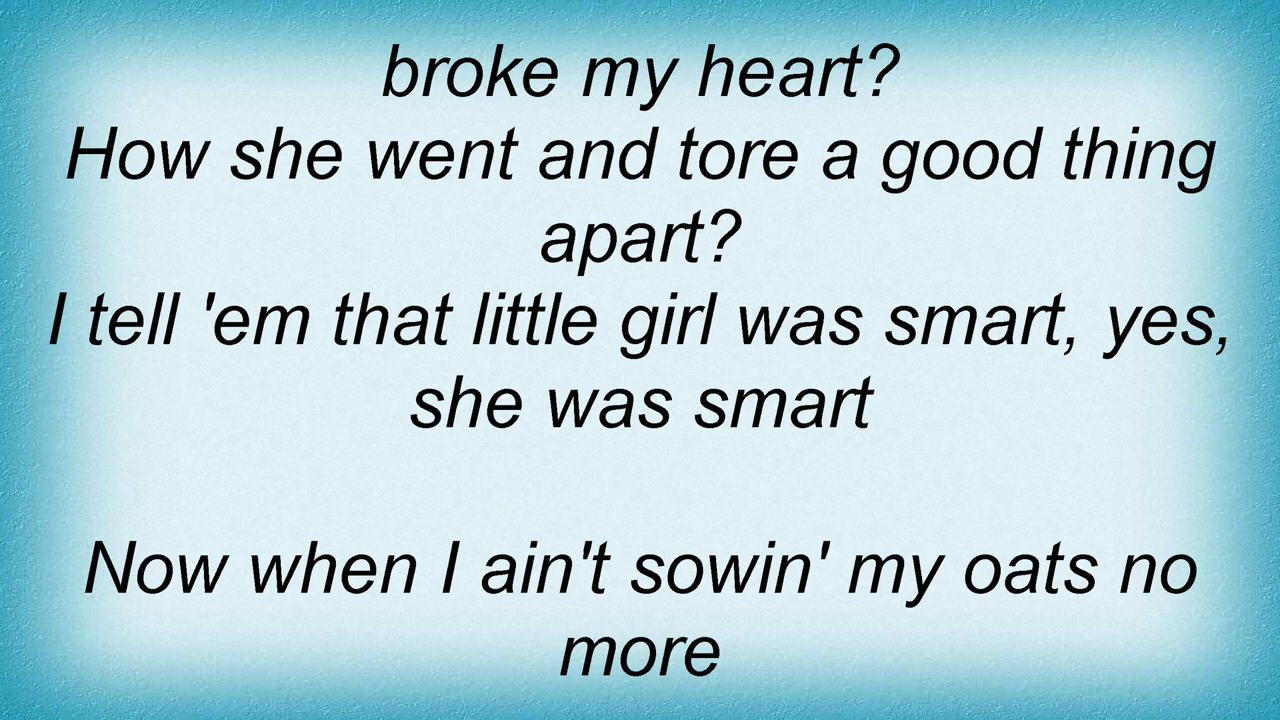 broke my heart?
How she went and tore a good thing
apart?
I tell 'em that little girl was smart, yes,
she was smart
Now when I ain't sowin' my oats no
more